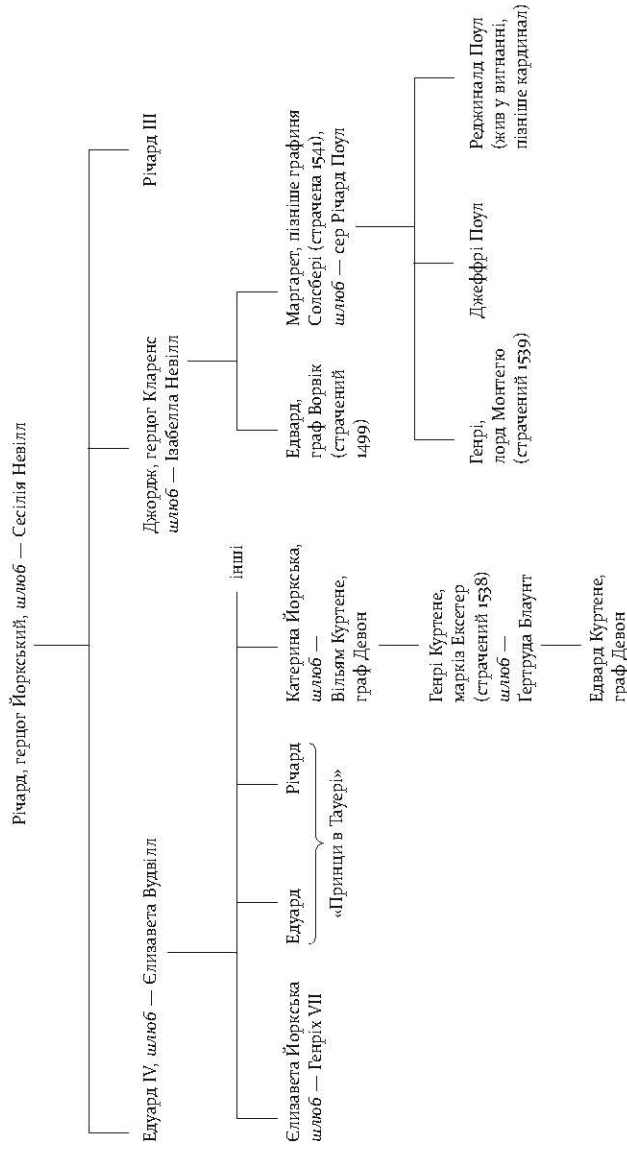 Річард, герцог Йоркський, шлюб — Сесілія Невілл
Едуард IV, шлюб — Єлизавета Вудвілл
Джордж, герцог Кларенс
шлюб — Ізабелла Невілл
Річард III
Єлизавета Йоркська
шлюб — Генріх VII
Едуард
Річард
«Принци в Тауері»
Катерина Йоркська,
шлюб —
Вільям Куртене,
граф Девон
інші
Генрі Куртене,
маркіз Ексетер
(страчений 1538)
шлюб —
Ґертруда Блаунт
Едвард Куртене,
граф Девон
Едвард,
граф Ворвік
(страчений
1499)
Маргарет, пізніше графиня
Солсбері (страчена 1541),
шлюб — сер Річард Поул
Генрі,
лорд Монтегю
(страчений 1539)
Джеффрі Поул
Реджиналд Поул
(жив у вигнанні,
пізніше кардинал)